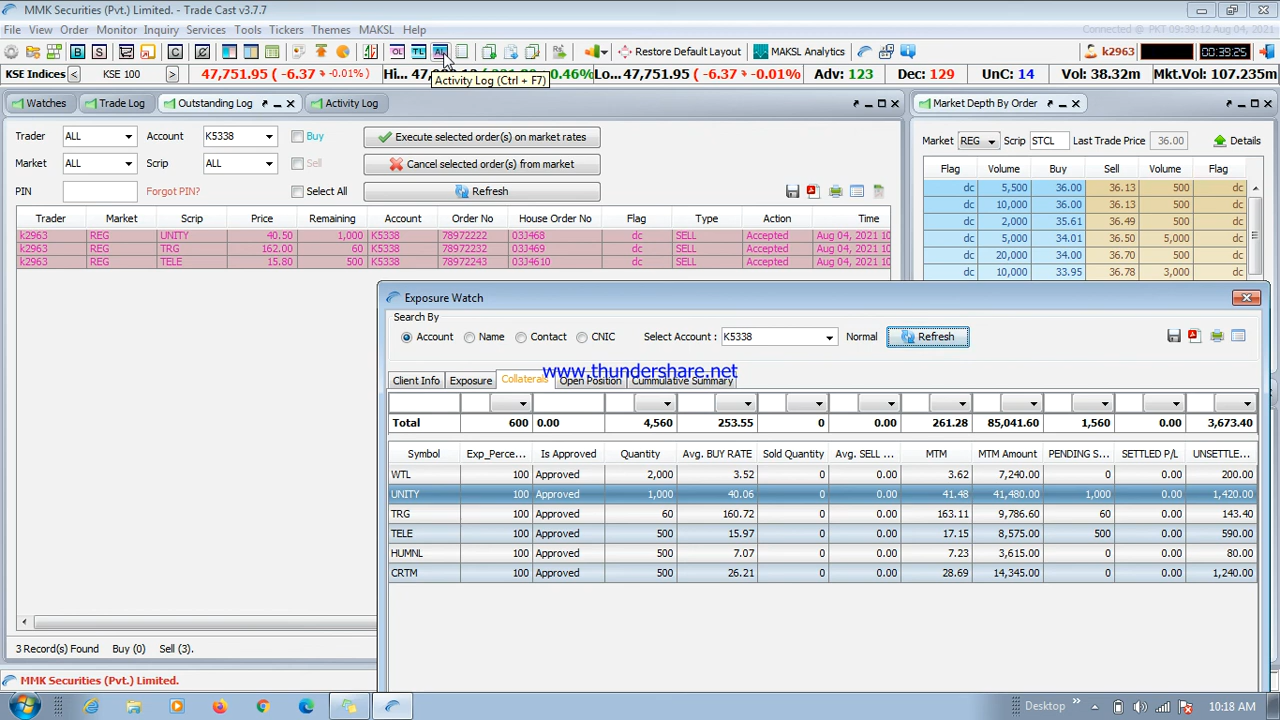 MMK Securities (Pvt.) Limited. - Trade Cast v3.7.7
File View Order Monitor Inquiry Services Tools Tickers Themes MAKSL Help Connected @ PKT 09:39:12 Aug 04, 2021
B S C OL TL AL Restore Default Layout MAKSL Analytics k2963 00:39:25
KSE Indices < KSE 100 > 47,751.95 ( -6.37 -0.01%) Hi... 47, 0.46% Lo... 47, ( -6.37 -0.01% Adv: 123 Dec: 129 UnC: 14 Vol: 38.32m Mkt.Vol: 107.235m
Activity Log (Ctrl + F7)
Watches Trade Log Outstanding Log Activity Log Market Depth By Order
Trader ALL Account K5338 Buy Execute selected order(s) on market rates Market REG Scrip STCL Last Trade Price 36.00 Details
Market ALL Scrip ALL Sell Cancel selected order(s) from market
PIN Forgot PIN? Select All Refresh
Flag Volume Buy Sell Volume Flag
dc 5,500 36.00 36.13 500 dc
dc 10,000 36.00 36.13 500 dc
dc 2,000 35.61 36.49 500 dc
dc 5,000 34.01 36.50 5,000 dc
dc 20,000 34.00 36.70 500 dc
dc 10,000 33.95 36.78 3,000 dc
Trader Market Scrip Price Remaining Account Order No House Order No Flag Type Action Time
k2963 REG UNITY 40.50 1,000 K5338 78972222 03J468 dc SELL Accepted Aug 04, 2021 10
k2963 REG TRG 162.00 60 K5338 78972232 03J469 dc SELL Accepted Aug 04, 2021 10
k2963 REG TELE 15.80 500 K5338 78972243 03J4610 dc SELL Accepted Aug 04, 2021 10
Exposure Watch
Search By
Account Name Contact CNIC Select Account : K5338 Normal Refresh
www.thundershare.net
Client Info Exposure Collaterals Open Position Cummulative Summary
Total 600 0.00 4,560 253.55 0 0.00 261.28 85,041.60 1,560 0.00 3,673.40
Symbol Exp_Perce... Is Approved Quantity Avg. BUY RATE Sold Quantity Avg. SELL ... MTM MTM Amount PENDING S... SETTLED P/L UNSETTLE...
WTL 100 Approved 2,000 3.52 0 0.00 3.62 7,240.00 0 0.00 200.00
UNITY 100 Approved 1,000 40.06 0 0.00 41.48 41,480.00 1,000 0.00 1,420.00
TRG 100 Approved 60 160.72 0 0.00 163.11 9,786.60 60 0.00 143.40
TELE 100 Approved 500 15.97 0 0.00 17.15 8,575.00 500 0.00 590.00
HUMNL 100 Approved 500 7.07 0 0.00 7.23 3,615.00 0 0.00 80.00
CRTM 100 Approved 500 26.21 0 0.00 28.69 14,345.00 0 0.00 1,240.00
3 Record(s) Found Buy (0) Sell (3).
MMK Securities (Pvt.) Limited.
Desktop 10:18 AM